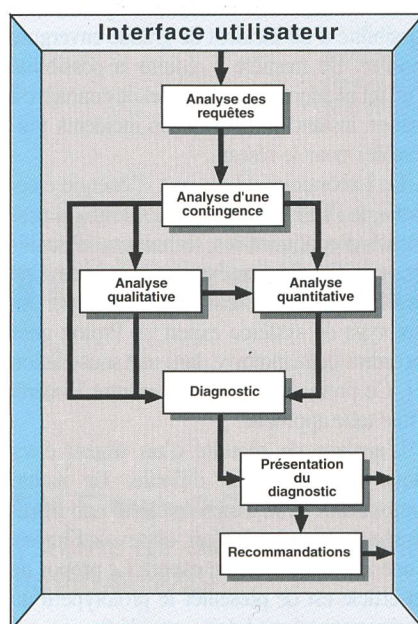 Interface utilisateur
Analyse des
requêtes
Analyse d'une
contingence
Analyse
qualitative
Analyse
quantitative
Diagnostic
Présentation
du
diagnostic
Recommandations